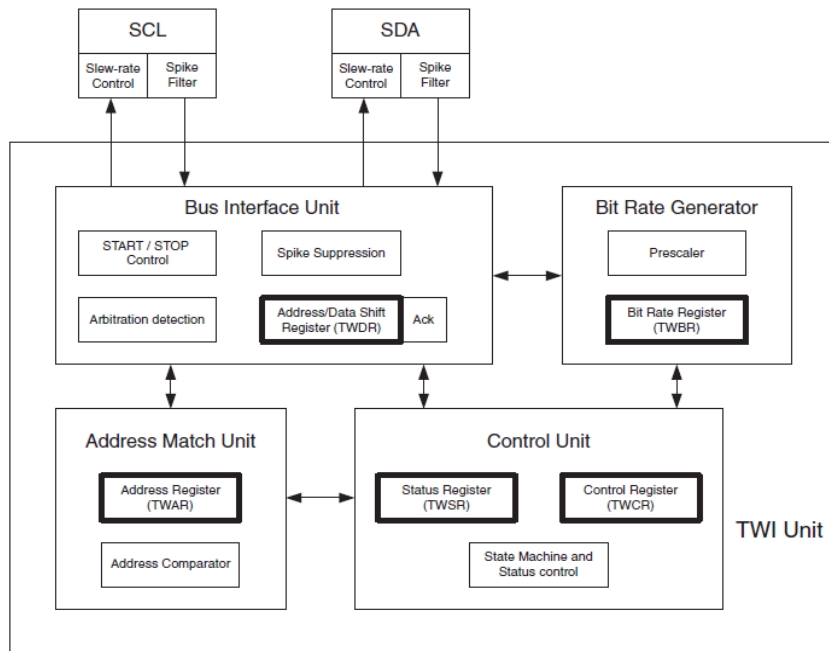 SCL
SDA
Slew-rate
Control
Spike
Filter
Slew-rate
Control
Spike
Filter
Bus Interface Unit
START / STOP
Control
Spike Suppression
Arbitration detection
Address/Data Shift
Register (TWDR)
Ack
Bit Rate Generator
Prescaler
Bit Rate Register
(TWBR)
Address Match Unit
Address Register
(TWAR)
Address Comparator
Control Unit
Status Register
(TWSR)
Control Register
(TWCR)
State Machine and
Status control
TWI Unit